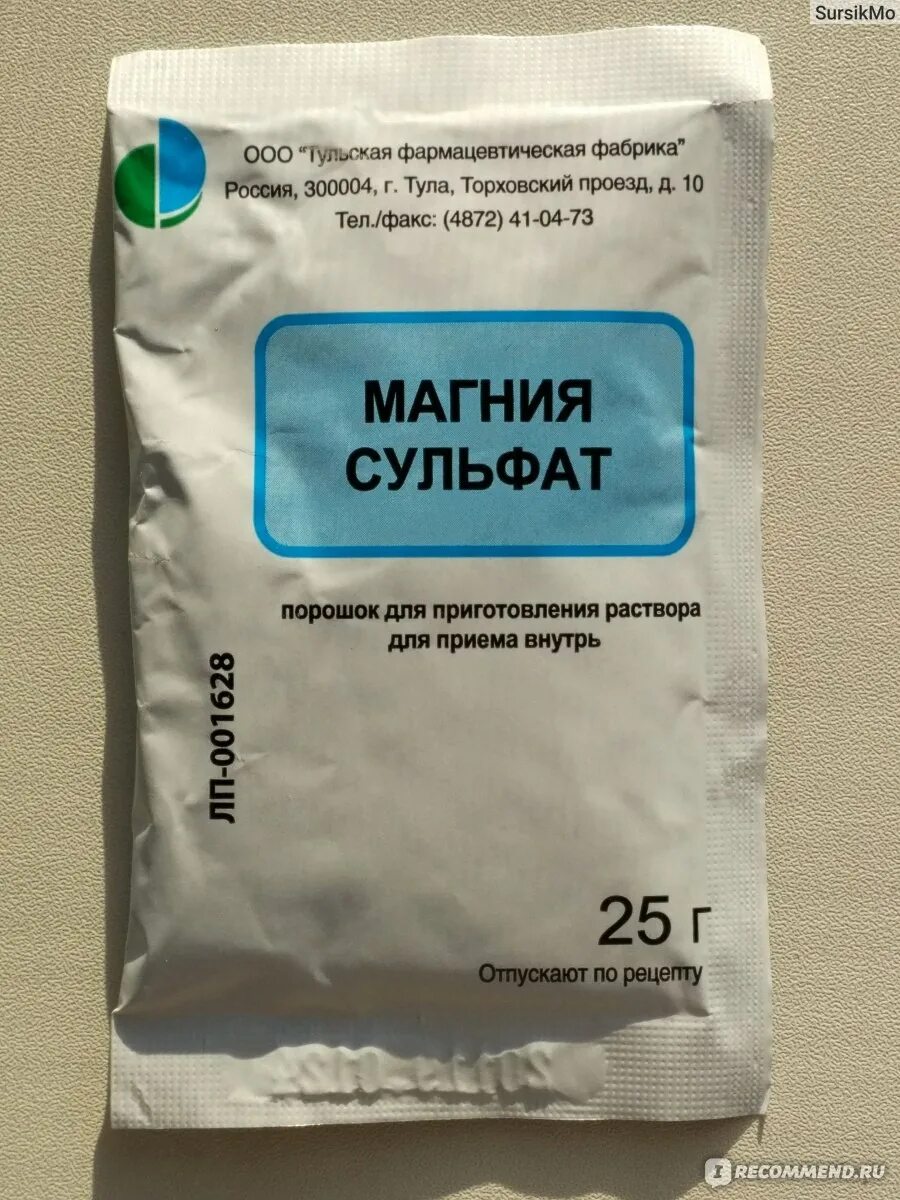 SursikMo
ООО "Тульская фармацевтическая фабрика"
Россия, 300004, г. Тула, Торховский проезд, д. 10
Тел./факс: (4872) 41-04-73
МАГНИЯ
СУЛЬФАТ
порошок для приготовления раствора
для приема внутрь
ЛП-001628
25 г
Отпускают по рецепту
RECOMMEND.RU